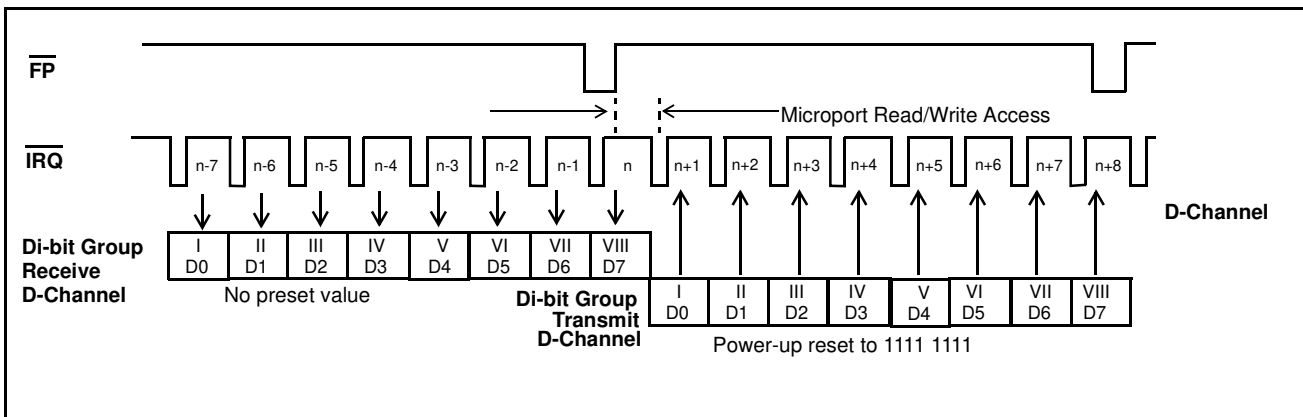 FP
Microport Read/Write Access
IRQ
n-7 n-6 n-5 n-4 n-3 n-2 n-1 n n+1 n+2 n+3 n+4 n+5 n+6 n+7 n+8
D-Channel
Di-bit Group
Receive
D-Channel
I II III IV V VI VII VIII
D0 D1 D2 D3 D4 D5 D6 D7
No preset value
Di-bit Group
Transmit
D-Channel
I II III IV V VI VII VIII
D0 D1 D2 D3 D4 D5 D6 D7
Power-up reset to 1111 1111